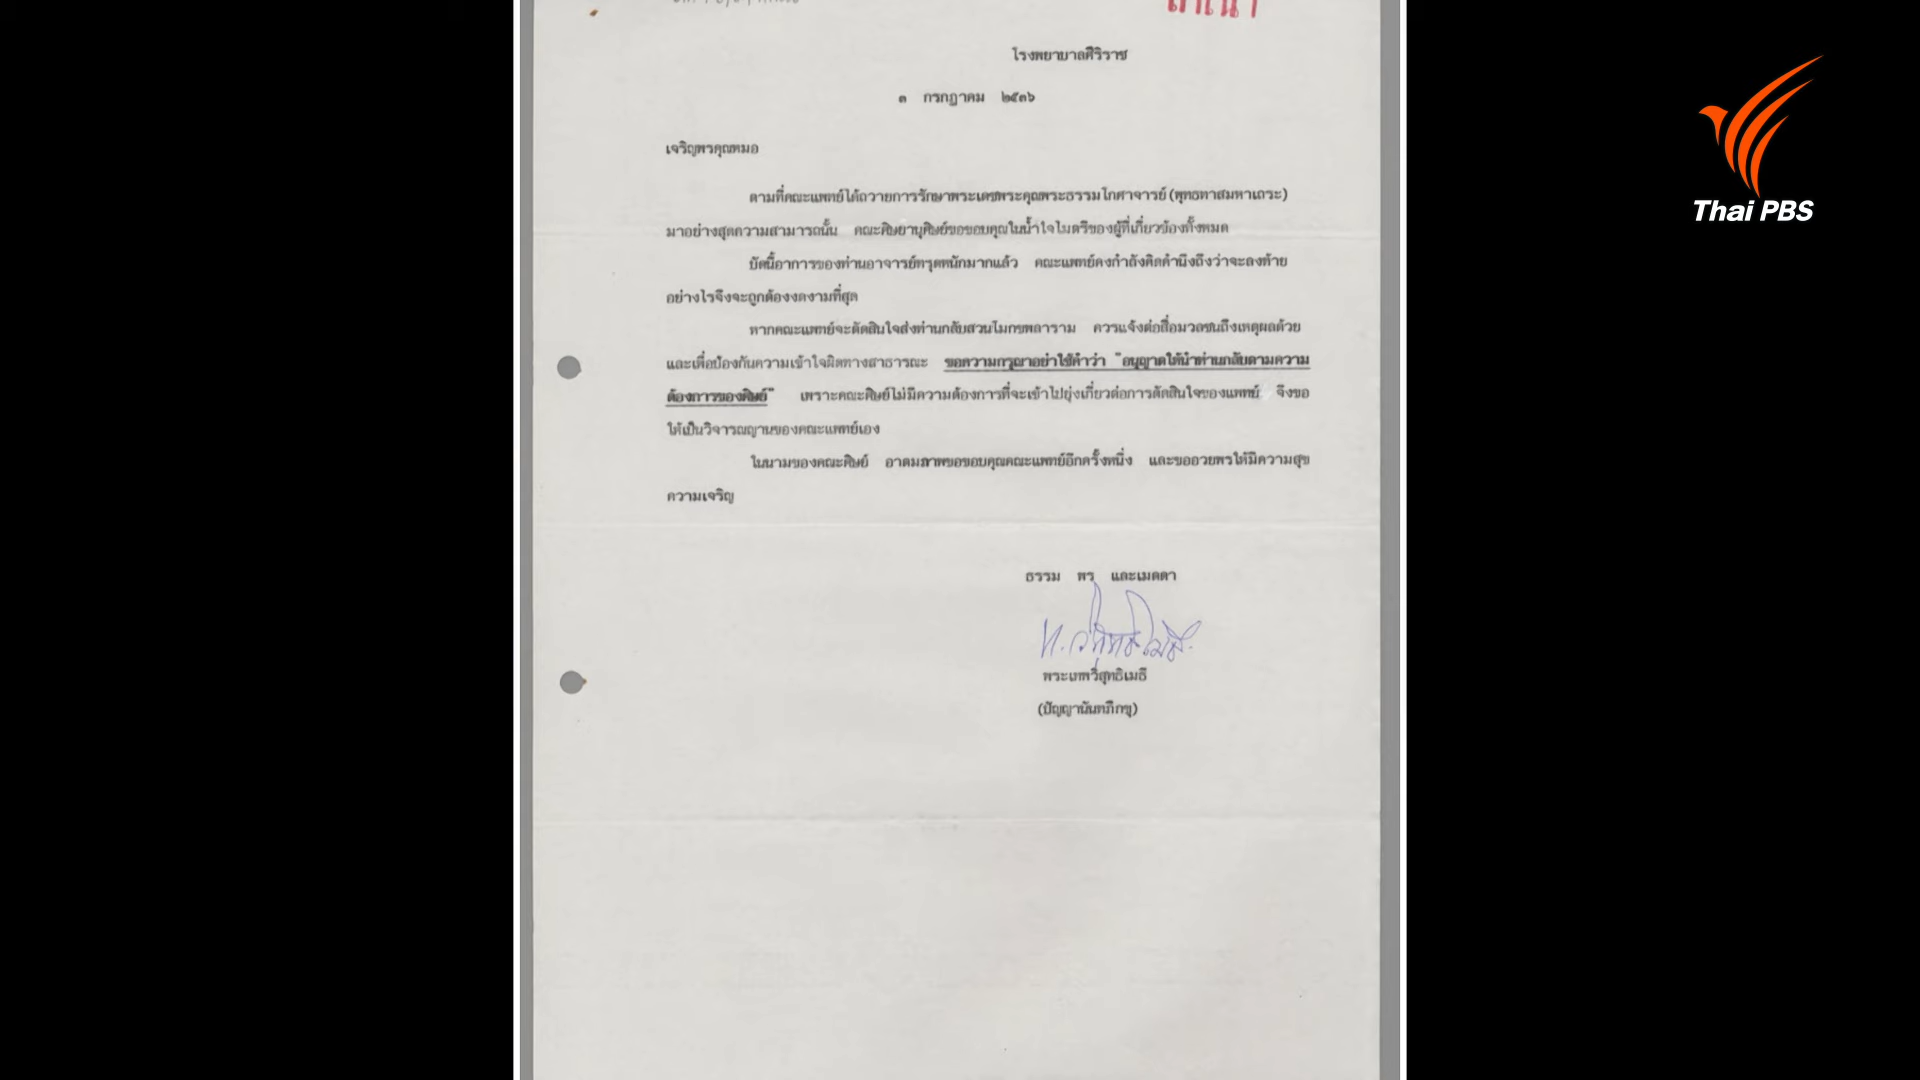 สำเนา
โรงพยาบาลศิริราช
๑ กรกฎาคม ๒๕๓๖
เจริญพรคุณหมอ
ตามที่คณะแพทย์ได้ถวายการรักษาพระเดชพระคุณพระธรรมโกศาจารย์ (พุทธทาสมหาเถระ)
มาอย่างสุดความสามารถนั้น คณะศิษยานุศิษย์ขอขอบคุณในน้ำใจไมตรีของผู้ที่เกี่ยวข้องทั้งหมด
บัดนี้อาการของท่านอาจารย์ทรุดหนักมากแล้ว คณะแพทย์คงกำลังคิดคำนึงถึงว่าจะลงท้าย
อย่างไรจึงจะถูกต้องงดงามที่สุด
หากคณะแพทย์จะตัดสินใจส่งท่านกลับสวนโมกขพลาราม ควรแจ้งต่อสื่อมวลชนถึงเหตุผลด้วย
และเพื่อป้องกันความเข้าใจผิดทางสาธารณะ ขอความกรุณาอย่าใช้คำว่า "อนุญาตให้นำท่านกลับตามความ
ต้องการของศิษย์" เพราะคณะศิษย์ไม่มีความต้องการที่จะเข้าไปยุ่งเกี่ยวต่อการตัดสินใจของแพทย์ จึงขอ
ให้เป็นวิจารณญานของคณะแพทย์เอง
ในนามของคณะศิษย์ อาตมภาพขอขอบคุณคณะแพทย์อีกครั้งหนึ่ง และขออวยพรให้มีความสุข
ความเจริญ
ธรรม พร และเมตตา
พระเทพวิสุทธิเมธี
(ปัญญานันทภิกขุ)
Thai PBS